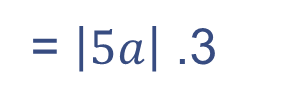 = |5a| .3